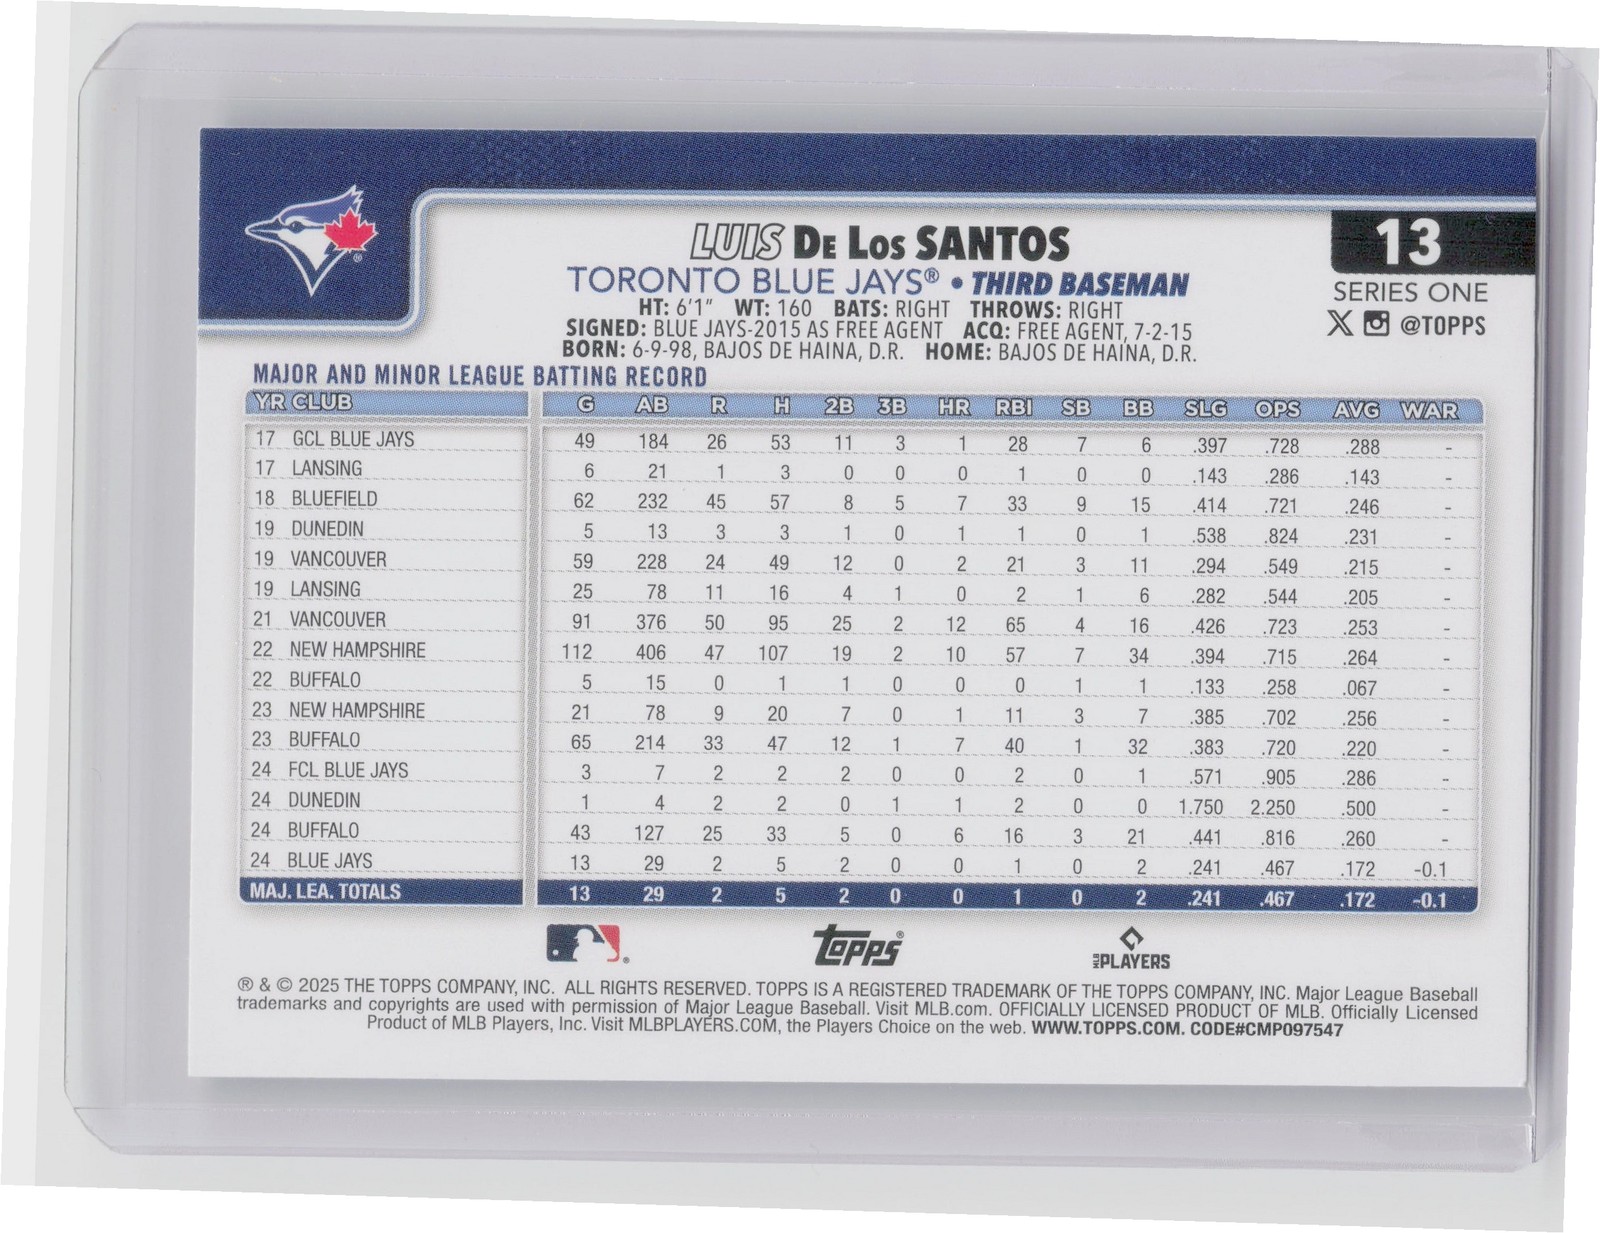 LUIS DE LOS SANTOS
13
TORONTO BLUE JAYS® • THIRD BASEMAN
SERIES ONE
HT: 6'1" WT: 160 BATS: RIGHT THROWS: RIGHT
@TOPPS
SIGNED: BLUE JAYS-2015 AS FREE AGENT ACQ: FREE AGENT, 7-2-15
BORN: 6-9-98, BAJOS DE HAINA, D.R. HOME: BAJOS DE HAINA, D.R.
MAJOR AND MINOR LEAGUE BATTING RECORD
YR CLUB G AB R H 2B 3B HR RBI SB BB SLG OPS AVG WAR
17 GCL BLUE JAYS 49 184 26 53 11 3 1 28 7 6 .397 .728 .288 -
17 LANSING 6 21 1 3 0 0 0 1 0 0 .143 .286 .143 -
18 BLUEFIELD 62 232 45 57 8 5 7 33 9 15 .414 .721 .246 -
19 DUNEDIN 5 13 3 3 1 0 1 1 0 1 .538 .824 .231 -
19 VANCOUVER 59 228 24 49 12 0 2 21 3 11 .294 .549 .215 -
19 LANSING 25 78 11 16 4 1 0 2 1 6 .282 .544 .205 -
21 VANCOUVER 91 376 50 95 25 2 12 65 4 16 .426 .723 .253 -
22 NEW HAMPSHIRE 112 406 47 107 19 2 10 57 7 34 .394 .715 .264 -
22 BUFFALO 5 15 0 1 1 0 0 0 1 1 .133 .258 .067 -
23 NEW HAMPSHIRE 21 78 9 20 7 0 1 11 3 7 .385 .702 .256 -
23 BUFFALO 65 214 33 47 12 1 7 40 1 32 .383 .720 .220 -
24 FCL BLUE JAYS 3 7 2 2 2 0 0 2 0 1 .571 .905 .286 -
24 DUNEDIN 1 4 2 2 0 1 1 2 0 0 1.750 2.250 .500 -
24 BUFFALO 43 127 25 33 5 0 6 16 3 21 .441 .816 .260 -
24 BLUE JAYS 13 29 2 5 2 0 0 1 0 2 .241 .467 .172 -0.1
MAJ. LEA. TOTALS 13 29 2 5 2 0 0 1 0 2 .241 .467 .172 -0.1
Topps®
MLB PLAYERS
® & © 2025 THE TOPPS COMPANY, INC. ALL RIGHTS RESERVED. TOPPS IS A REGISTERED TRADEMARK OF THE TOPPS COMPANY, INC. Major League Baseball
trademarks and copyrights are used with permission of Major League Baseball. Visit MLB.com. OFFICIALLY LICENSED PRODUCT OF MLB. Officially Licensed
Product of MLB Players, Inc. Visit MLBPLAYERS.COM, the Players Choice on the web. WWW.TOPPS.COM. CODE#CMP097547